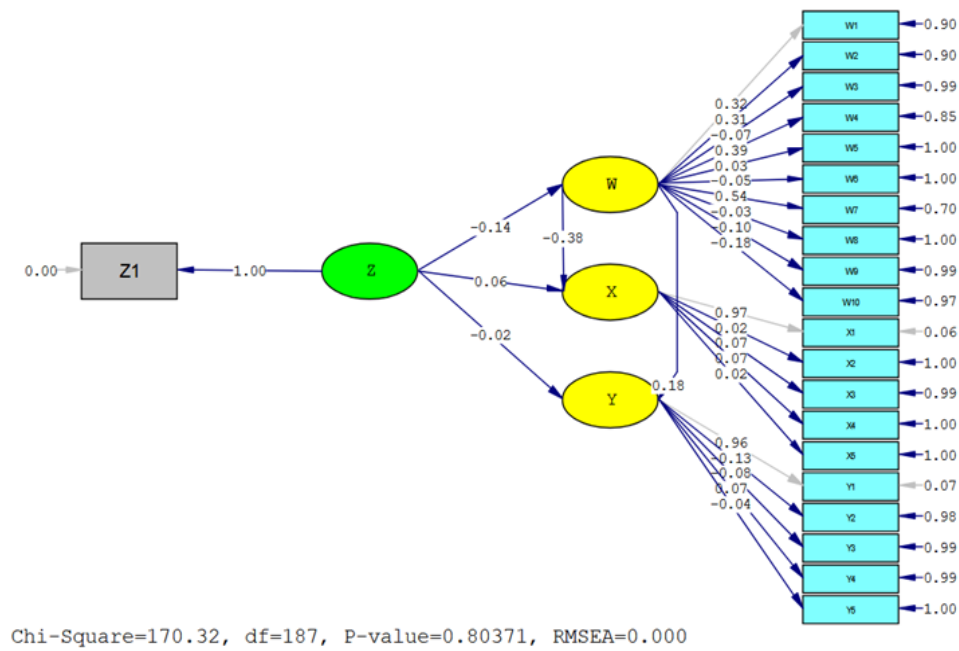 W1
0.90
W2
0.90
W3
0.99
0.32
0.31
W4
0.85
-0.07
0.39
W5
1.00
0.03
-0.05
W6
1.00
W
0.54
W7
0.70
-0.03
-0.14
-0.10
W8
1.00
-0.38
-0.18
0.00
Z1
1.00
Z
W9
0.99
0.06
X
W10
0.97
0.97
X1
0.06
-0.02
0.02
0.07
0.07
X2
1.00
0.02
0.18
X3
0.99
Y
X4
1.00
0.96
X5
1.00
-0.13
-0.08
Y1
0.07
0.07
-0.04
Y2
0.98
Y3
0.99
Y4
0.99
Y5
1.00
Chi-Square=170.32, df=187, P-value=0.80371, RMSEA=0.000